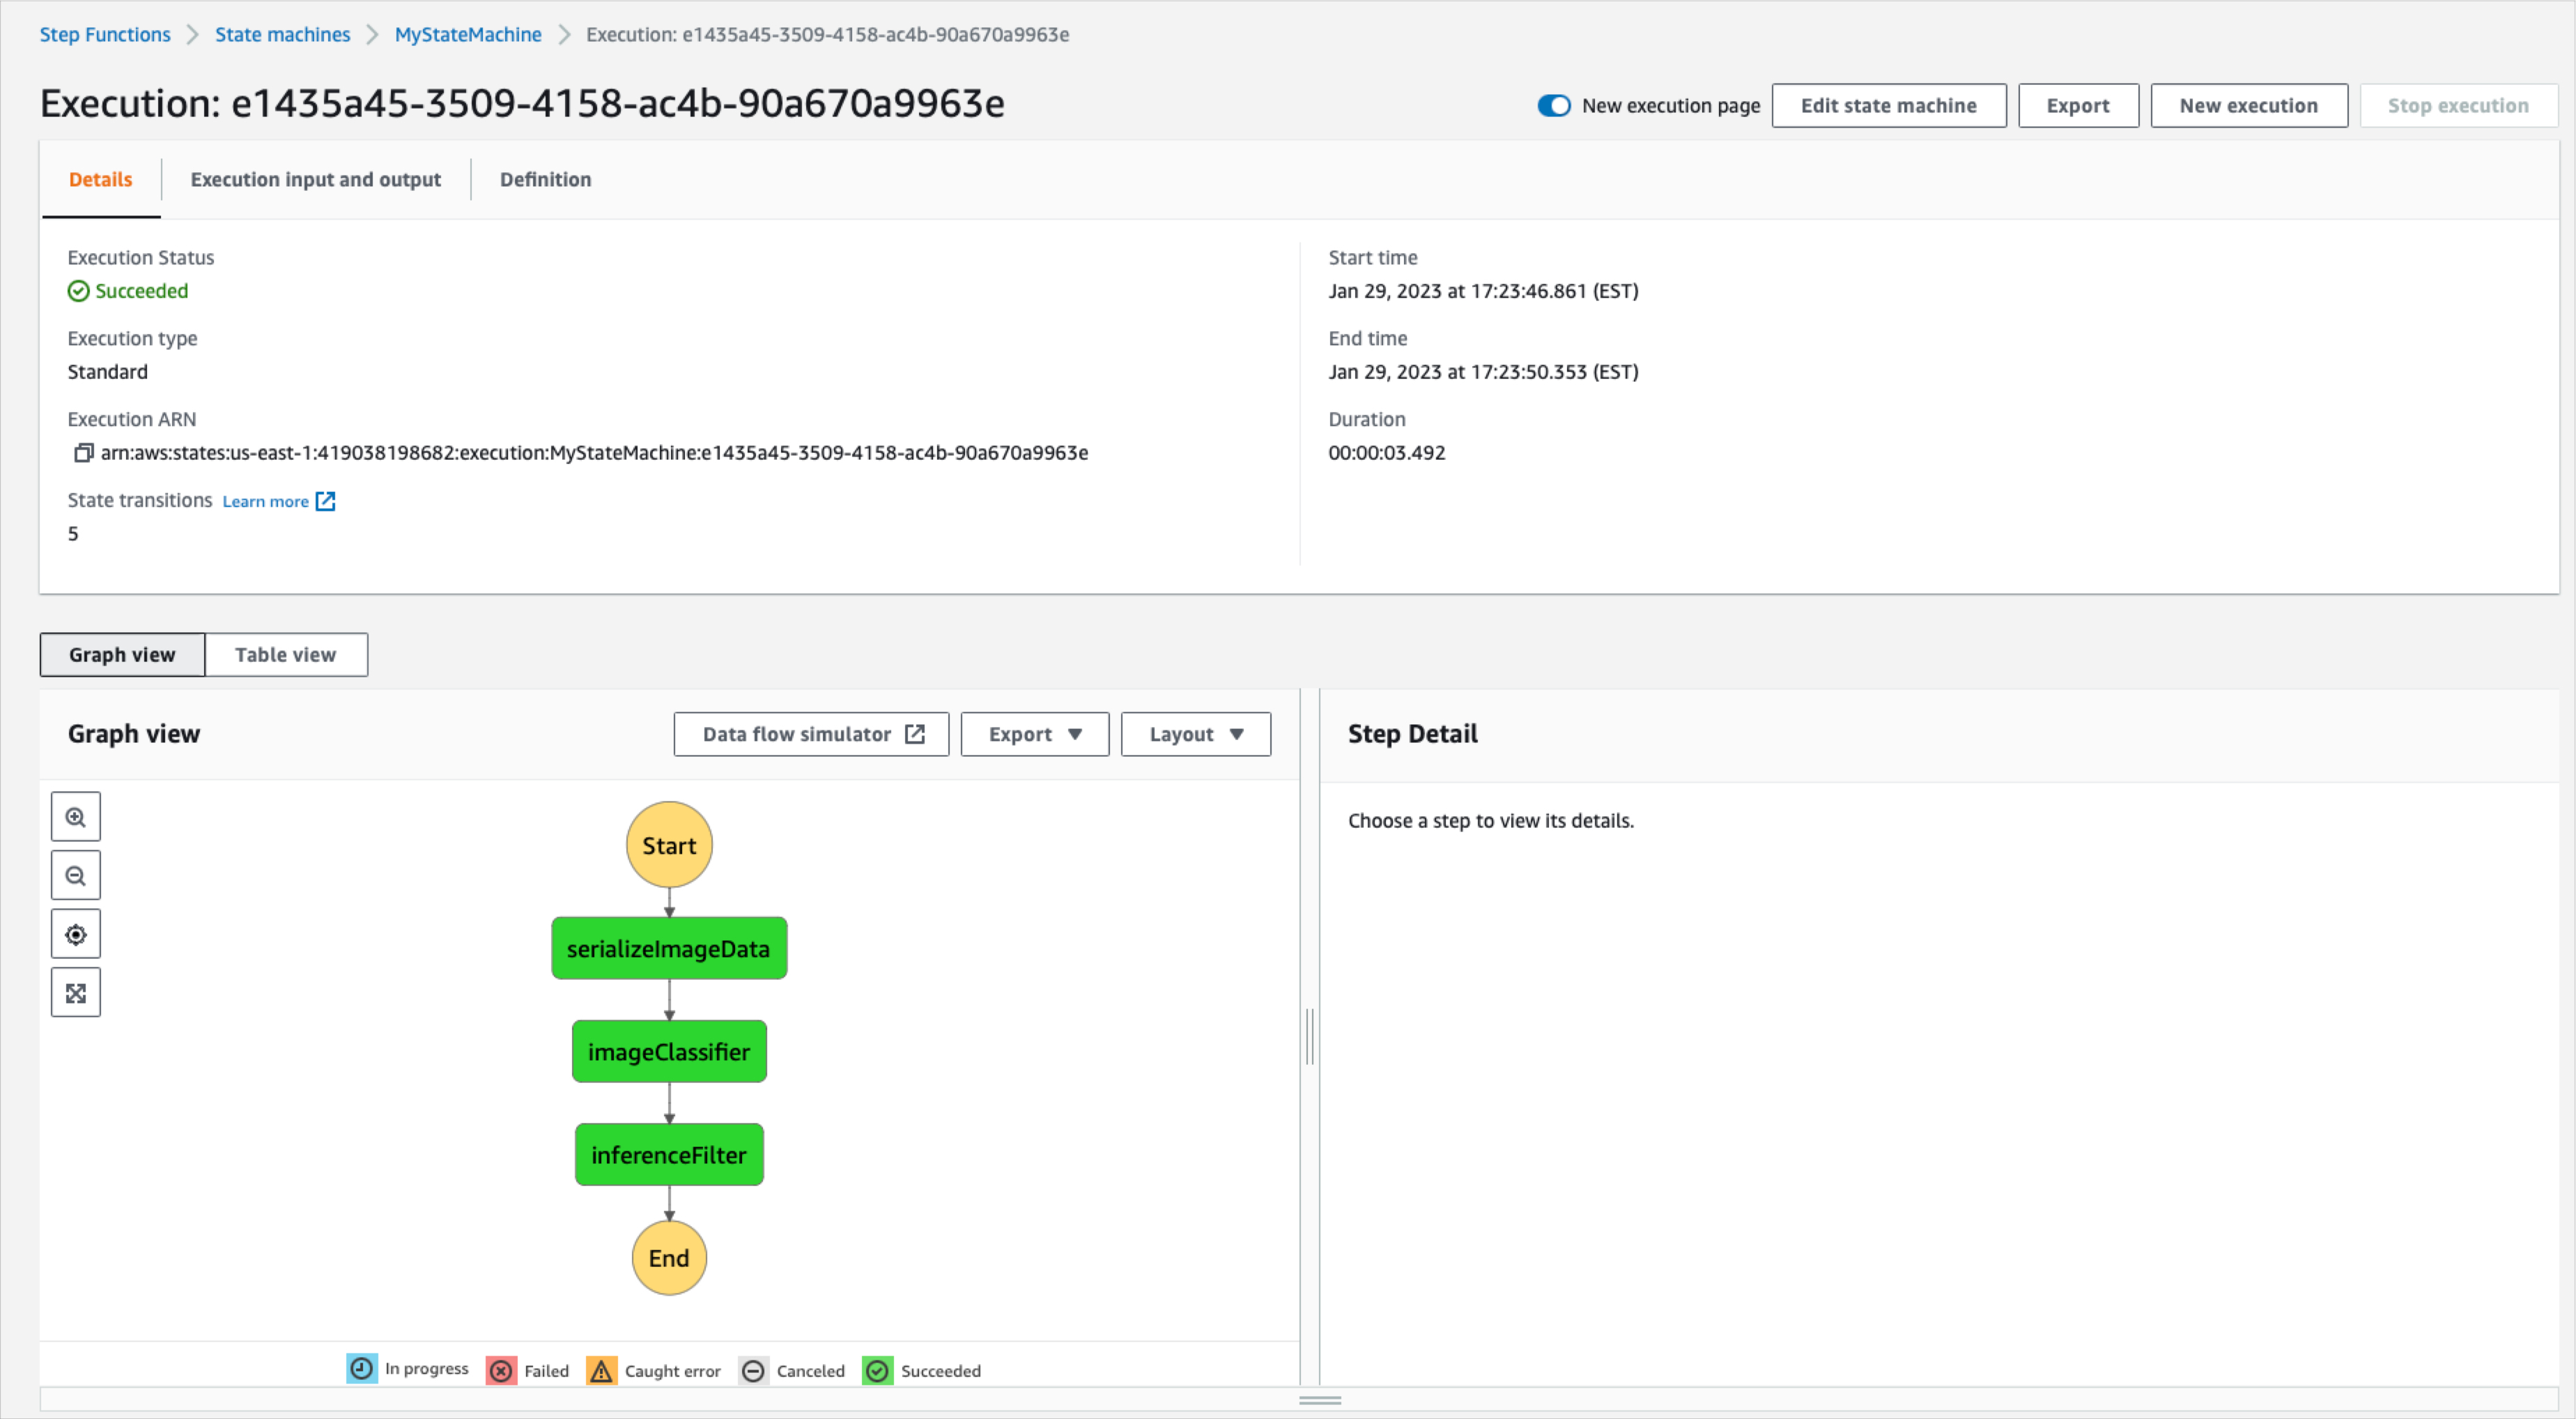 Step Functions
State machines
MyStateMachine
Execution: e1435a45-3509-4158-ac4b-90a670a9963e
Execution: e1435a45-3509-4158-ac4b-90a670a9963e
New execution page
Edit state machine
Export
New execution
Stop execution
Details
Execution input and output
Definition
Execution Status
Succeeded
Execution type
Standard
Execution ARN
arn:aws:states:us-east-1:419038198682:execution:MyStateMachine:e1435a45-3509-4158-ac4b-90a670a9963e
State transitions Learn more
5
Start time
Jan 29, 2023 at 17:23:46.861 (EST)
End time
Jan 29, 2023 at 17:23:50.353 (EST)
Duration
00:00:03.492
Graph view
Table view
Graph view
Data flow simulator
Export
Layout
Start
serializeImageData
imageClassifier
inferenceFilter
End
In progress
Failed
Caught error
Canceled
Succeeded
Step Detail
Choose a step to view its details.